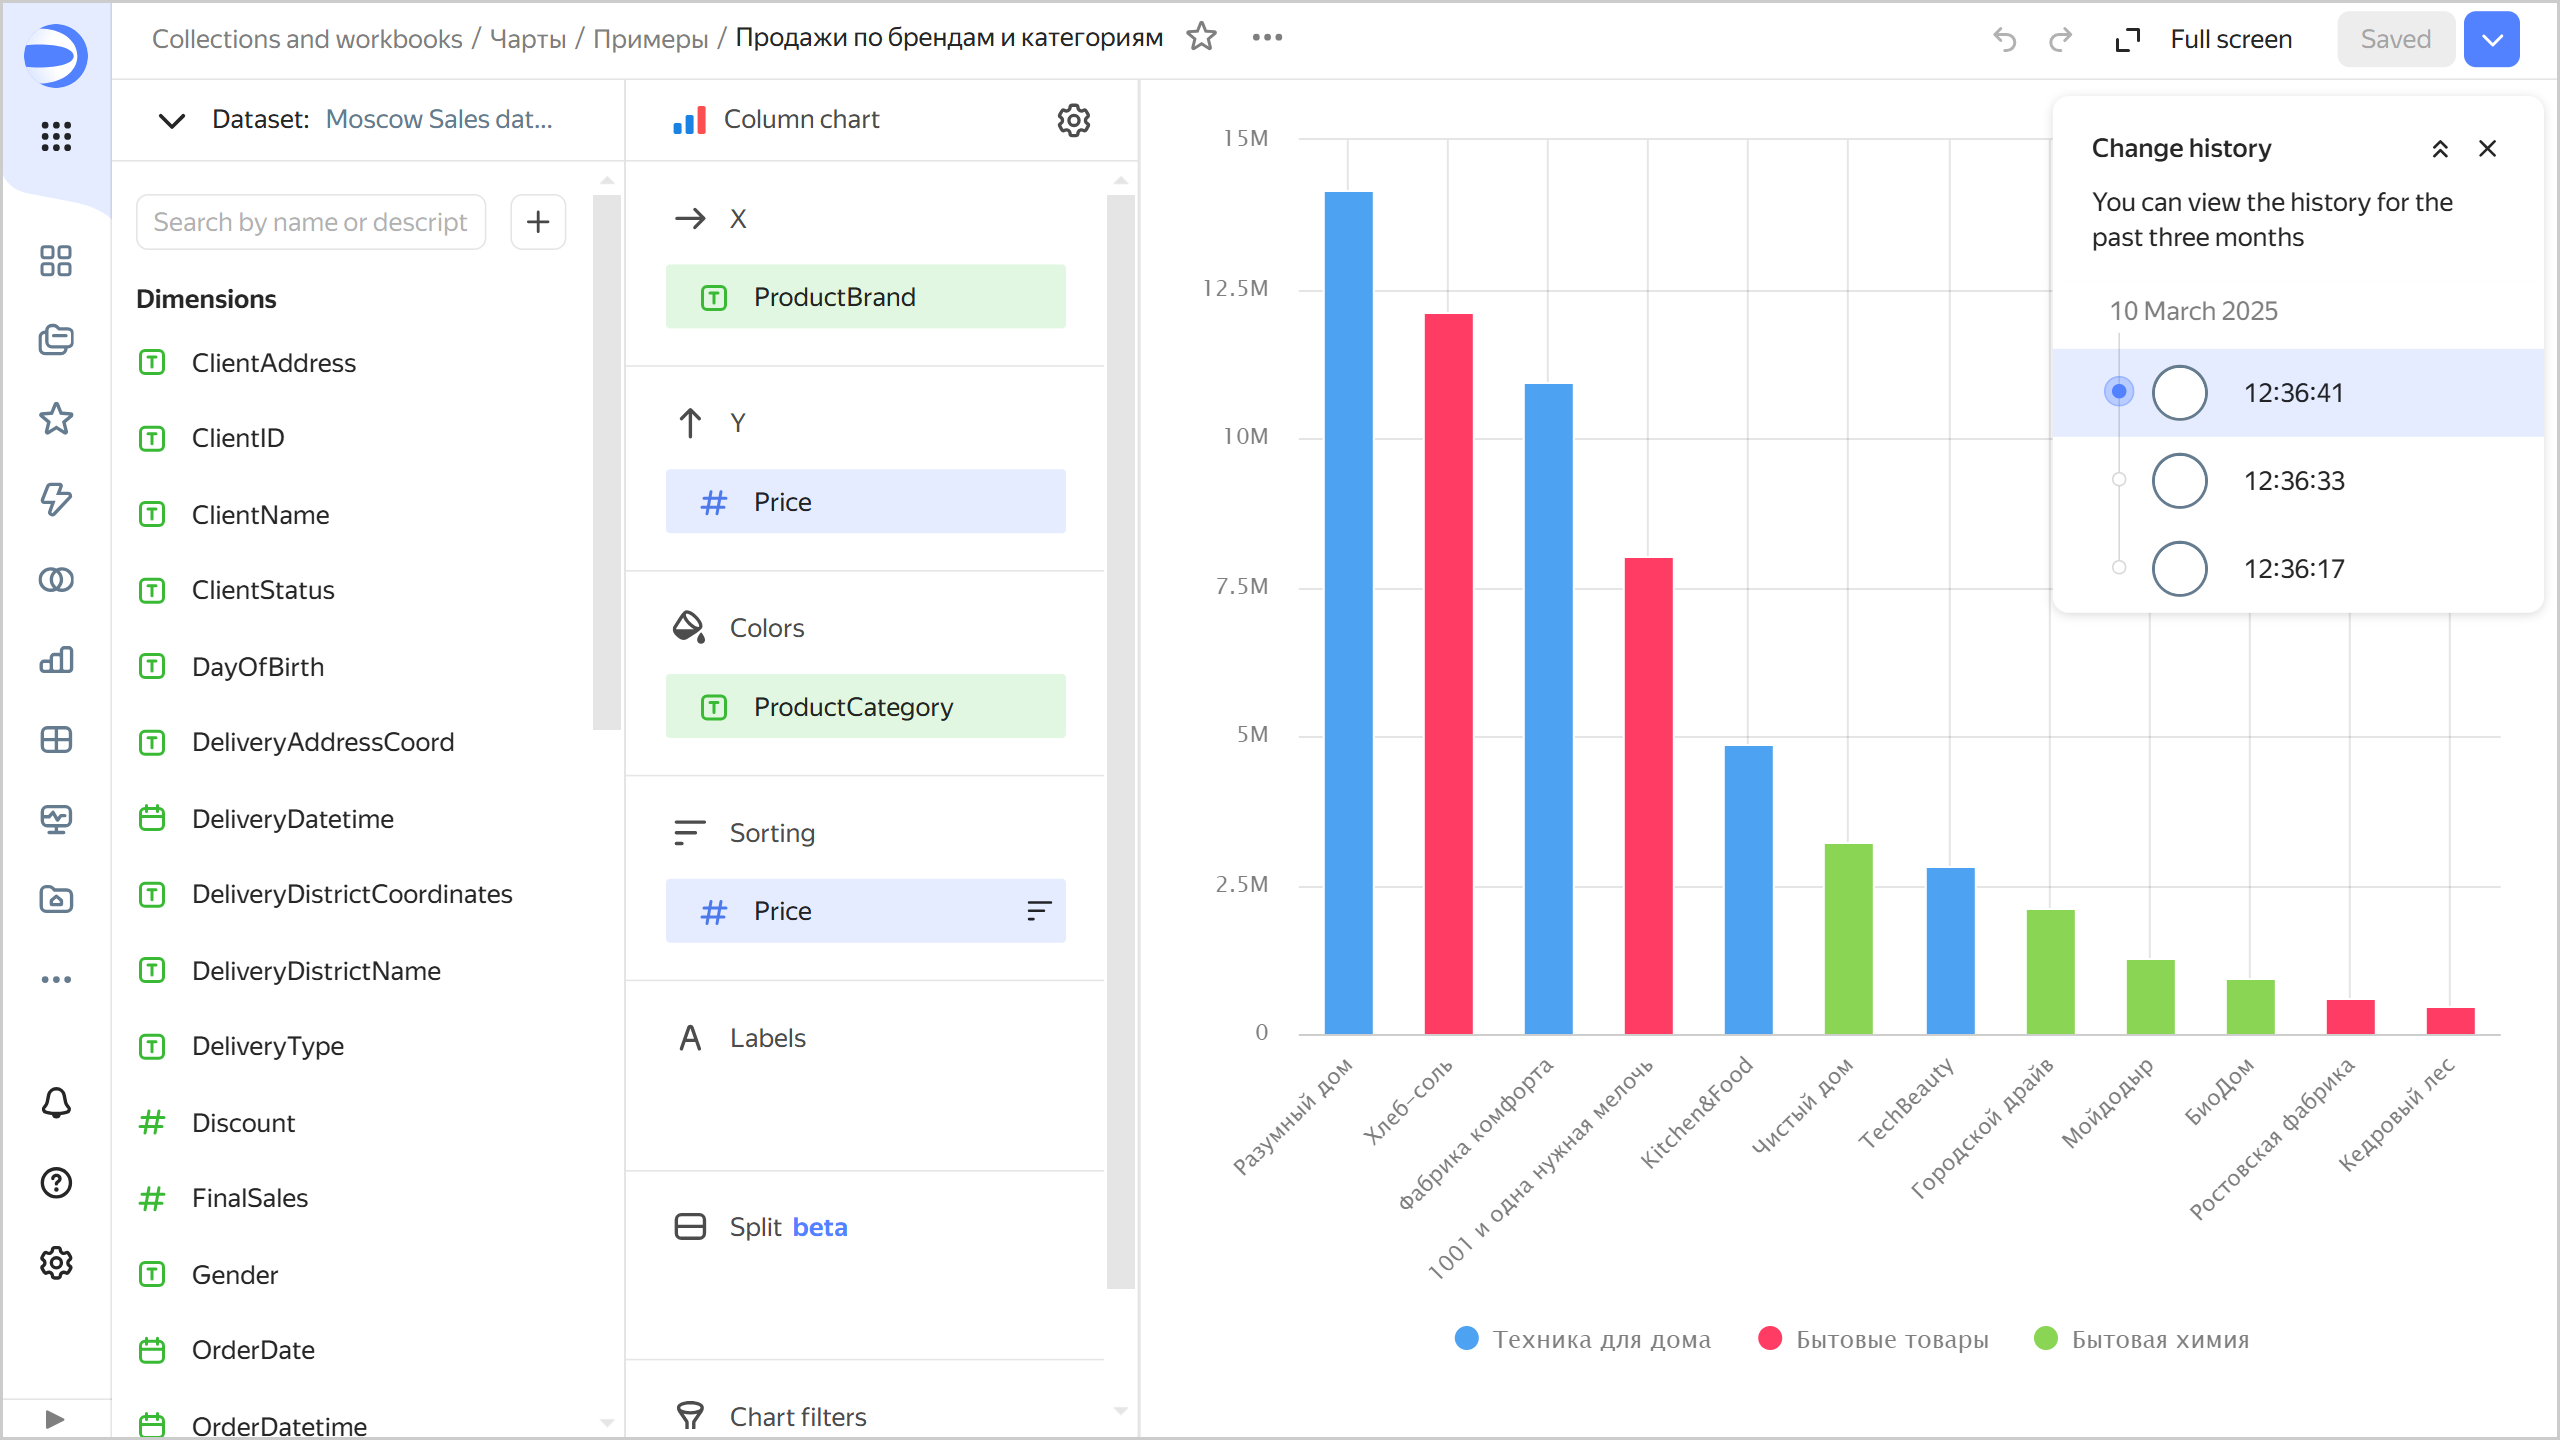 Collections and workbooks / Чарты / Примеры / Продажи по брендам и категориям
Full screen
Saved
Dataset: Moscow Sales dat...
Search by name or descript
Dimensions
ClientAddress
ClientID
ClientName
ClientStatus
DayOfBirth
DeliveryAddressCoord
DeliveryDatetime
DeliveryDistrictCoordinates
DeliveryDistrictName
DeliveryType
Discount
FinalSales
Gender
OrderDate
OrderDatetime
Column chart
X
ProductBrand
Y
Price
Colors
ProductCategory
Sorting
Price
Labels
Split beta
Chart filters
15M
12.5M
10M
7.5M
5M
2.5M
0
Разумный дом
Хлеб-соль
Фабрика комфорта
1001 и одна нужная мелочь
Kitchen&Food
Чистый дом
TechBeauty
Городской драйв
Мойдодыр
БиоДом
Ростовская фабрика
Кедровый лес
Техника для дома
Бытовые товары
Бытовая химия
Change history
You can view the history for the
past three months
10 March 2025
12:36:41
12:36:33
12:36:17